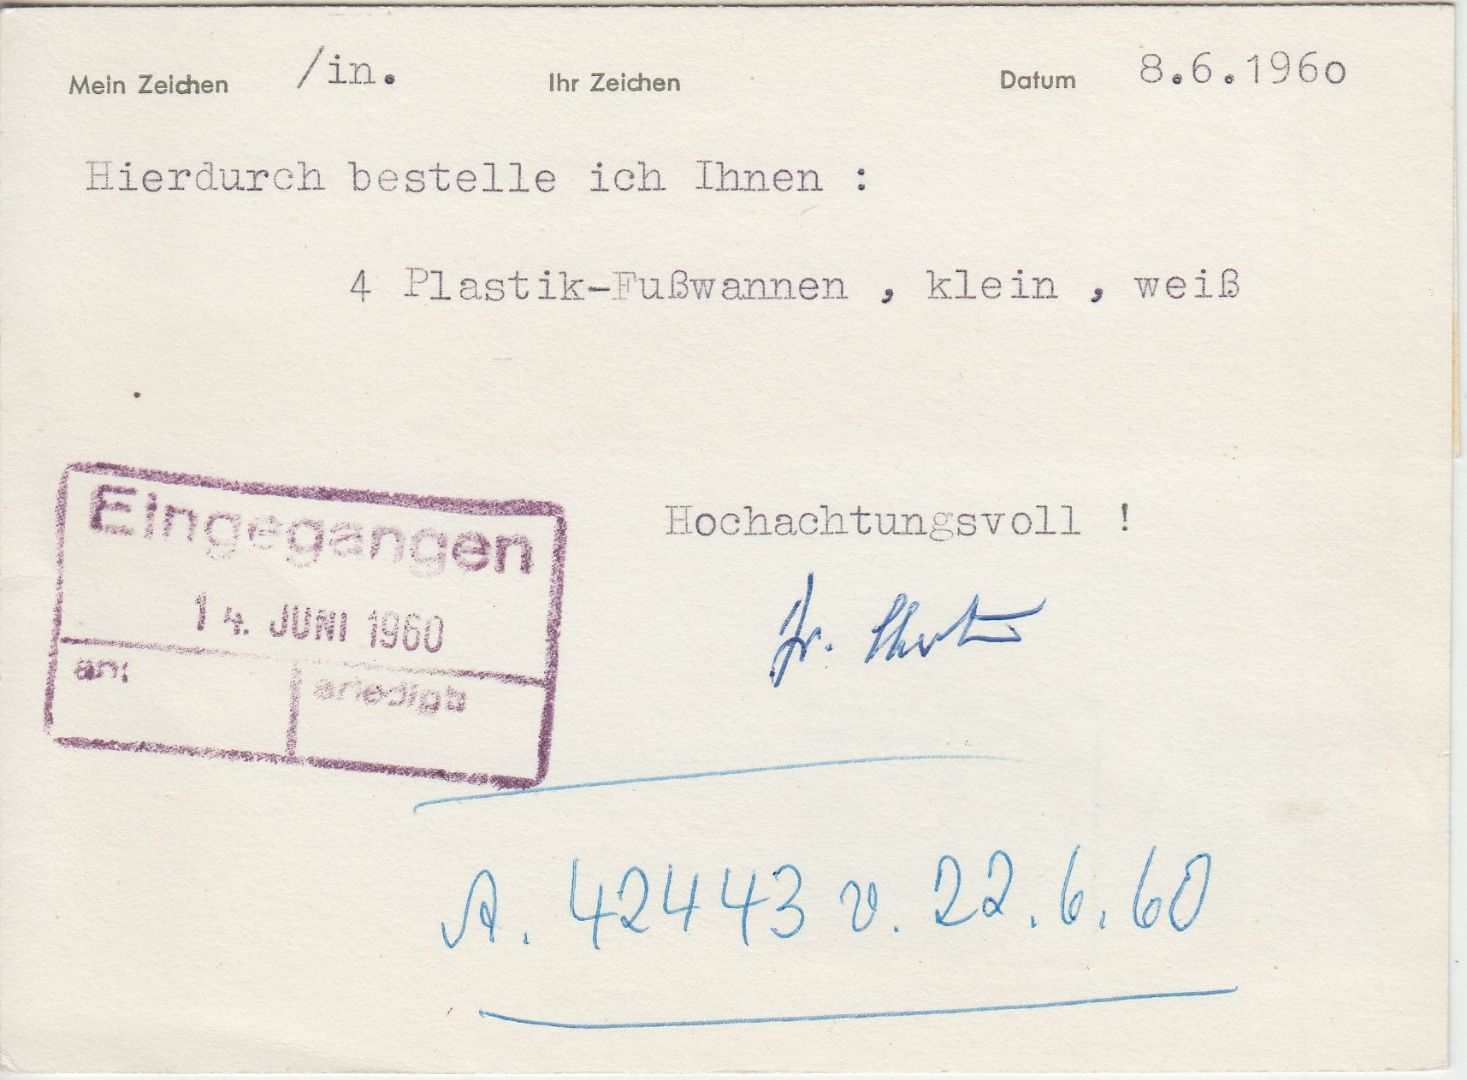 Mein Zeichen /in. Ihr Zeichen Datum 8.6.1960
Hierdurch bestelle ich Ihnen :
4 Plastik-Fußwannen , klein , weiß
Hochachtungsvoll !
Eingegangen
14. JUNI 1960
an:
A. 42443 v. 22.6.60